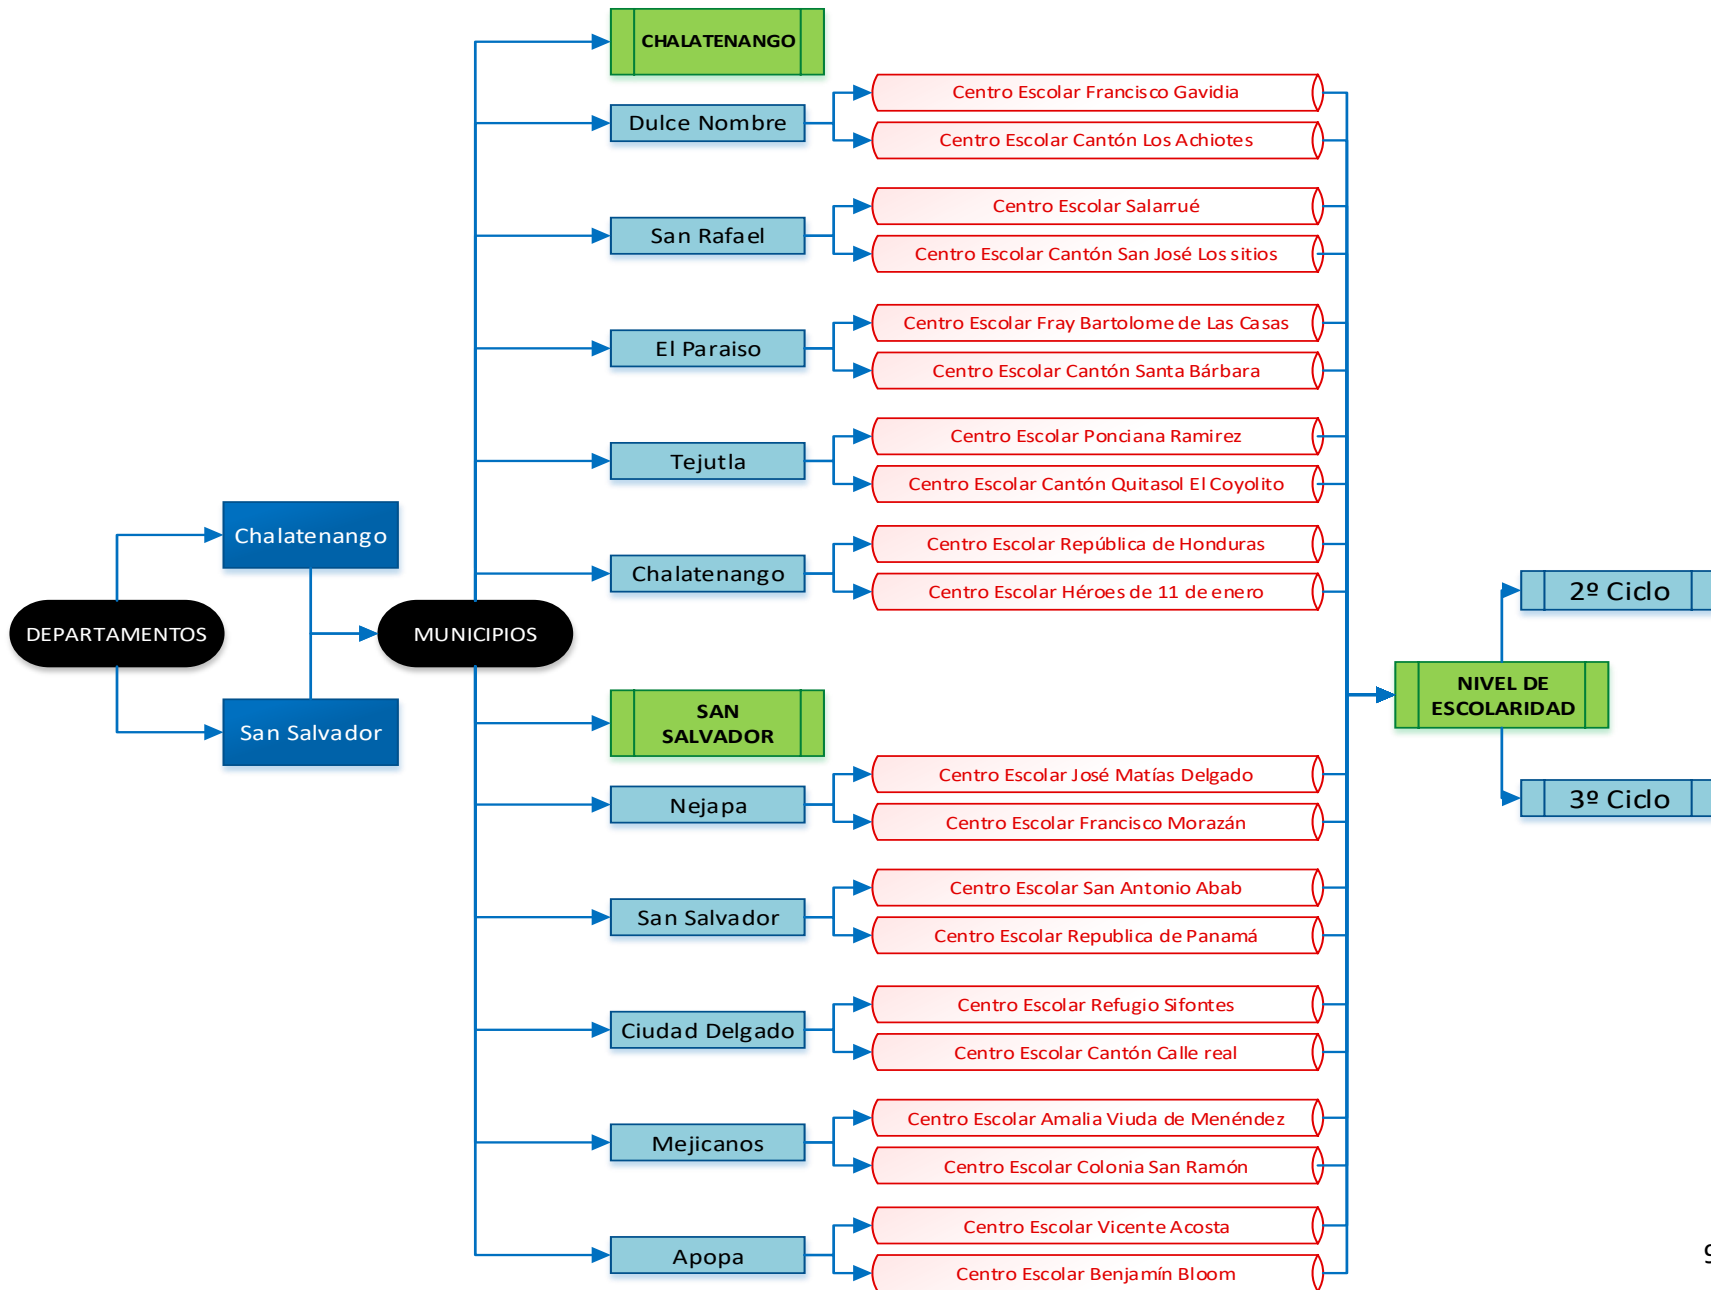 DEPARTAMENTOS
Chalatenango
San Salvador
MUNICIPIOS
CHALATENANGO
Dulce Nombre
Centro Escolar Francisco Gavidia
Centro Escolar Cantón Los Achiotes
San Rafael
Centro Escolar Salarrué
Centro Escolar Cantón San José Los sitios
El Paraiso
Centro Escolar Fray Bartolome de Las Casas
Centro Escolar Cantón Santa Bárbara
Tejutla
Centro Escolar Ponciana Ramirez
Centro Escolar Cantón Quitasol El Coyolito
Chalatenango
Centro Escolar República de Honduras
Centro Escolar Héroes de 11 de enero
SAN
SALVADOR
Nejapa
Centro Escolar José Matías Delgado
Centro Escolar Francisco Morazán
San Salvador
Centro Escolar San Antonio Abab
Centro Escolar Republica de Panamá
Ciudad Delgado
Centro Escolar Refugio Sifontes
Centro Escolar Cantón Calle real
Mejicanos
Centro Escolar Amalia Viuda de Menéndez
Centro Escolar Colonia San Ramón
Apopa
Centro Escolar Vicente Acosta
Centro Escolar Benjamín Bloom
NIVEL DE
ESCOLARIDAD
2º Ciclo
3º Ciclo